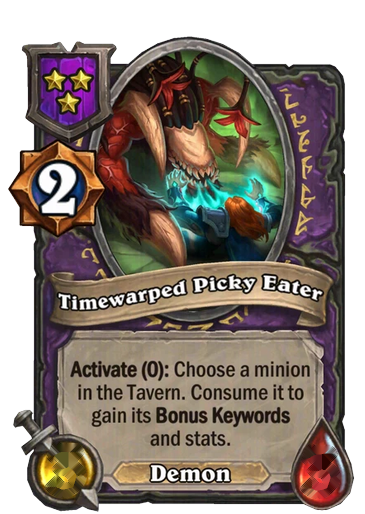 2
Timewarped Picky Eater
Activate (0): Choose a minion
in the Tavern. Consume it to
gain its Bonus Keywords
and stats.
Demon